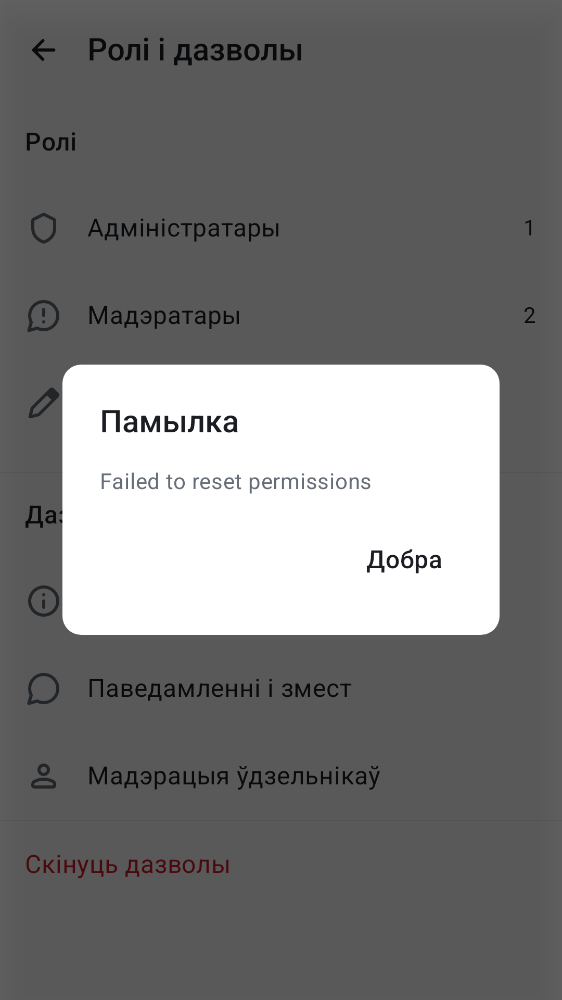 Ролі і дазволы
Ролі
Адміністратары 1
Мадэратары 2
Памылка
Failed to reset permissions
Добра
Паведамленні і змест
Мадэрацыя ўдзельнікаў
Скінуць дазволы